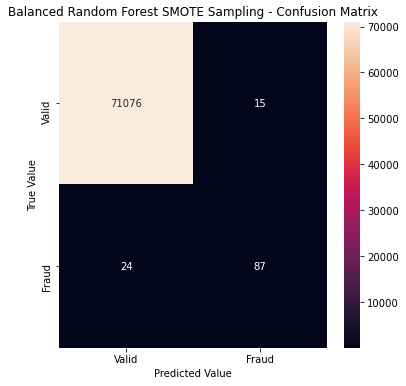 Balanced Random Forest SMOTE Sampling - Confusion Matrix
Valid
Fraud
True Value
71076
15
24
87
Valid
Fraud
Predicted Value
70000
60000
50000
40000
30000
20000
10000